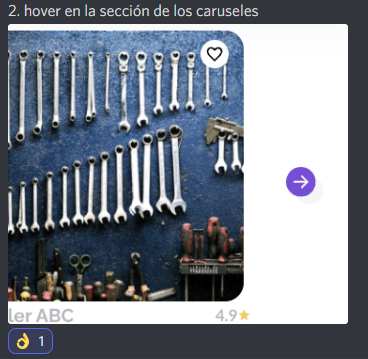 2. hover en la sección de los caruseles
ler ABC
4.9
1